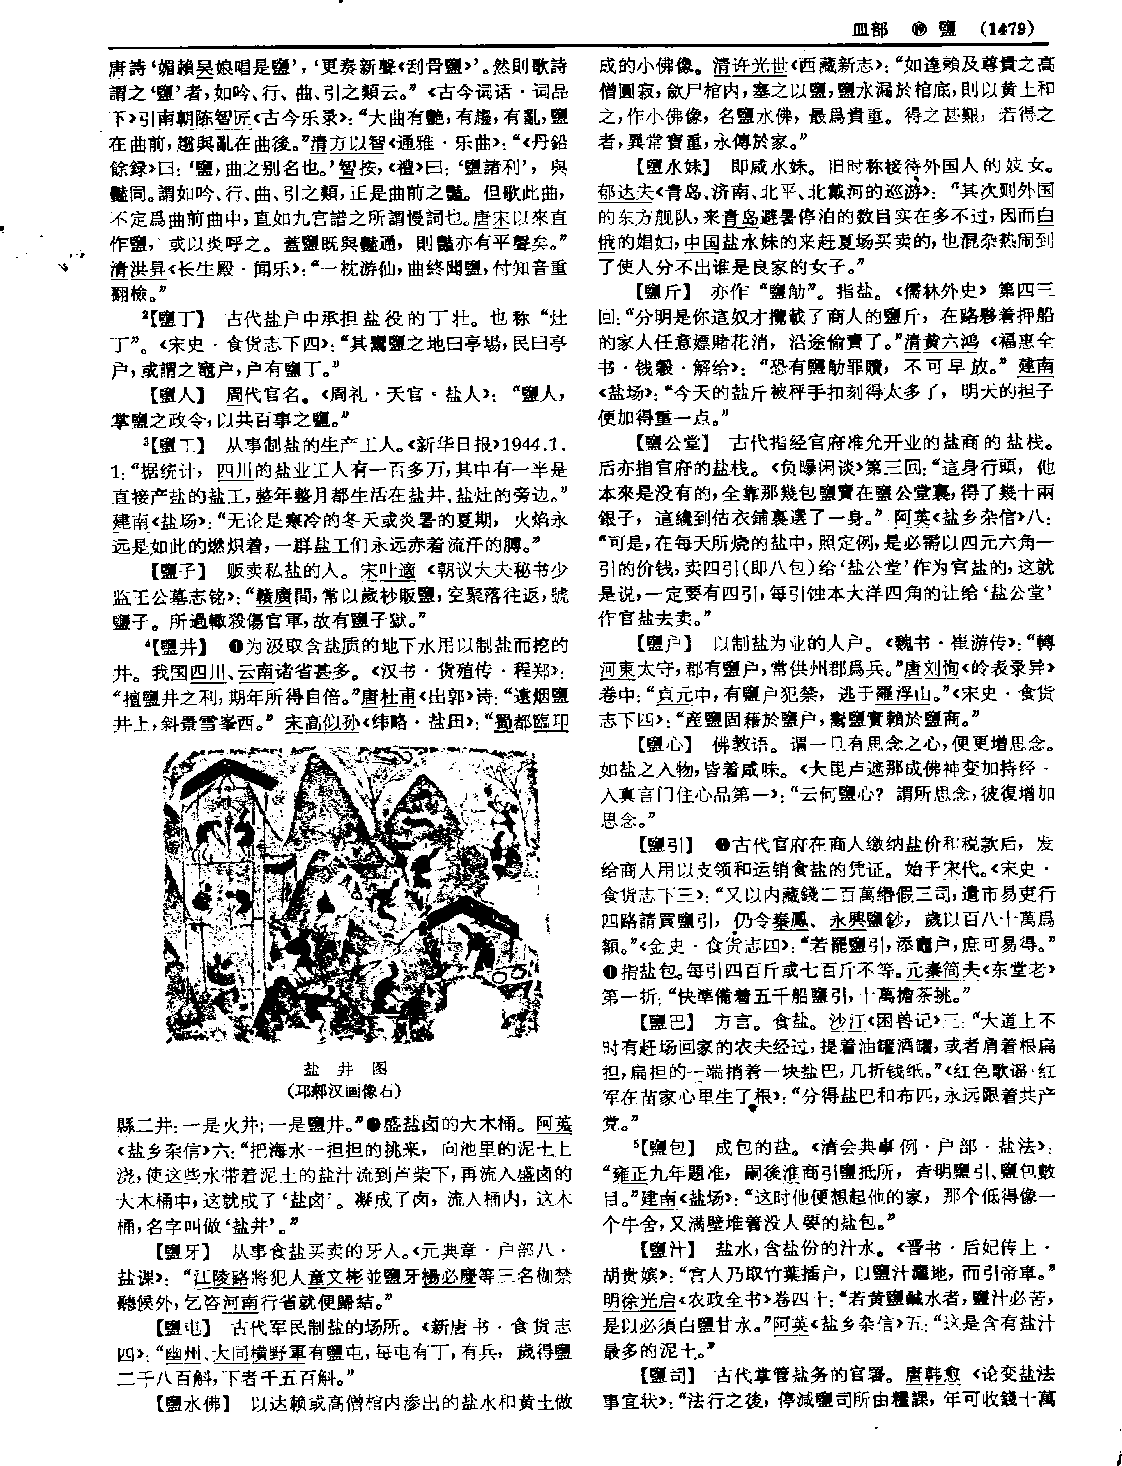 皿部 ⑲ 鹽 (1479)
唐詩‘媚賴吴娘唱是鹽’，‘更奏新聲《刮骨鹽》’。然則歌詩
謂之‘鹽’者，如吟、行、曲、引之類云。”《古今词话·词品
下》引南朝陈智匠《古今乐录》：“大曲有艷，有趨，有亂，鹽
在曲前，趨與亂在曲後。”清方以智《通雅·乐曲》：“《丹鉛
餘録》曰：‘鹽，曲之别名也。’智按，《禮》曰：‘鹽諸利’，與
豔同。謂如吟、行、曲、引之類，正是曲前之豔。但歌此曲，
不定爲曲前曲中，直如九宫譜之所謂慢詞也。唐宋以來直
作鹽，或以炎呼之。蓋鹽既與豔通，則豔亦有平聲矣。”
清洪昇《长生殿·闻乐》：“一枕游仙，曲終聞鹽，付知音重
翻檢。”
²【鹽丁】 古代盐户中承担盐役的丁壮。也称“灶
丁”。《宋史·食货志下四》：“其鬻鹽之地曰亭場，民曰亭
户，或謂之竈户，户有鹽丁。”
【鹽人】 周代官名。《周礼·天官·盐人》：“鹽人，
掌鹽之政令，以共百事之鹽。”
³【鹽工】 从事制盐的生产工人。《新华日报》1944.1.
1：“据统计，四川的盐业工人有一百多万，其中有一半是
直接产盐的盐工，整年整月都生活在盐井、盐灶的旁边。”
建南《盐场》：“无论是寒冷的冬天或炎暑的夏期，火焰永
远是如此的燃炽着，一群盐工们永远赤着流汗的膊。”
【鹽子】 贩卖私盐的人。宋叶適《朝议大夫秘书少
监王公墓志铭》：“贛廣間，常以歲杪販鹽，空聚落往返，號
鹽子。所過輙殺傷官軍，故有鹽子獄。”
⁴【鹽井】 ❶为汲取含盐质的地下水用以制盐而挖的
井。我国四川、云南诸省甚多。《汉书·货殖传·程郑》：
“擅鹽井之利，期年所得自倍。”唐杜甫《出郭》诗：“遠烟鹽
井上，斜景雪峯西。”宋高似孙《纬略·盐田》：“蜀都臨邛
盐井图
(邛郲汉画像石)
縣二井：一是火井；一是鹽井。”❷盛盐卤的大木桶。阿英
《盐乡杂信》六：“把海水一担担的挑来，向池里的泥土上
浇，使这些水带着泥土的盐汁流到芦柴下，再流入盛卤的
大木桶中，这就成了‘盐卤’。凝成了卤，流入桶内，这木
桶，名字叫做‘盐井’。”
【鹽牙】 从事食盐买卖的牙人。《元典章·户部八·
盐课》：“江陵路将犯人童文彬並鹽牙楊必慶等三名枷禁
聽候外，乞咨河南行省就便歸結。”
【鹽屯】 古代军民制盐的场所。《新唐书·食货志
四》：“幽州、大同横野軍有鹽屯，每屯有丁，有兵，歲得鹽
二千八百斛，下者千五百斛。”
【鹽水佛】 以达赖或高僧棺内渗出的盐水和黄土做
成的小佛像。清许光世《西藏新志》：“如達賴及尊貴之高
僧圓寂，斂尸棺内，塞之以鹽，鹽水漏於棺底，則以黄土和
之，作小佛像，名鹽水佛，最爲貴重。得之甚艱，若得之
者，異常寳重，永傳於家。”
【鹽水妹】 即咸水妹。旧时称接待外国人的妓女。
郁达夫《青岛、济南、北平、北戴河的巡游》：“其次则外国
的东方舰队，来青岛避暑停泊的数目实在多不过，因而白
俄的娼妇，中国盐水妹的来赶夏场买卖的，也混杂热闹到
了使人分不出谁是良家的女子。”
【鹽斤】 亦作“鹽觔”。指盐。《儒林外史》第四三
回：“分明是你這奴才攬載了商人的鹽斤，在路夥着押船
的家人任意嫖賭花消，沿途偷賣了。”清黄六鸿《福惠全
书·钱穀·解给》：“恐有鹽觔罪贖，不可早放。”建南
《盐场》：“今天的盐斤被秤手扣刻得太多了，明天的担子
便加得重一点。”
【鹽公堂】 古代指经官府准允开业的盐商的盐栈。
后亦指官府的盐栈。《负曝闲谈》第三回：“這身行頭，他
本來是没有的，全靠那幾包鹽賣在鹽公堂裏，得了幾十兩
銀子，這纔到估衣鋪裏選了一身。”阿英《盐乡杂信》八：
“可是，在每天所烧的盐中，照定例，是必需以四元六角一
引的价钱，卖四引(即八包)给‘盐公堂’作为官盐的，这就
是说，一定要有四引，每引蚀本大洋四角的让给‘盐公堂’
作官盐去卖。”
【鹽户】 以制盐为业的人户。《魏书·崔游传》：“轉
河東太守，郡有鹽户，常供州郡爲兵。”唐刘恂《岭表录异》
卷中：“貞元中，有鹽户犯禁，逃于羅浮山。”《宋史·食货
志下四》：“産鹽固藉於鹽户，鬻鹽實賴於鹽商。”
【鹽心】 佛教语。谓一旦有思念之心，便更增思念。
如盐之入物，皆着咸味。《大毘卢遮那成佛神变加持经·
入真言门住心品第一》：“云何鹽心？謂所思念，彼復增加
思念。”
【鹽引】 ❶古代官府在商人缴纳盐价和税款后，发
给商人用以支领和运销食盐的凭证。始于宋代。《宋史·
食货志下三》：“又以内藏錢二百萬缗假三司，遣市易吏行
四路請買鹽引，仍令秦鳳、永興鹽鈔，歲以百八十萬爲
額。”《金史·食货志四》：“若罷鹽引，添竈户，庶可易得。”
❷指盐包。每引四百斤或七百斤不等。元秦简夫《东堂老》
第一折：“快準備着五千船鹽引，十萬擔茶挑。”
【鹽巴】 方言。食盐。沙汀《困兽记》二：“大道上不
时有赶场回家的农夫经过，提着油罐酒罐，或者肩着根扁
担，扁担的一端捎着一块盐巴，几折钱纸。”《红色歌谣·红
军在苗家心里生了根》：“分得盐巴和布匹，永远跟着共产
党。”
⁵【鹽包】 成包的盐。《清会典事例·户部·盐法》：
“雍正九年題准，嗣後淮商引鹽抵所，查明鹽引、鹽包數
目。”建南《盐场》：“这时他便想起他的家，那个低得像一
个牛舍，又满壁堆着没人要的盐包。”
【鹽汁】 盐水，含盐份的汁水。《晋书·后妃传上·
胡贵嫔》：“宫人乃取竹葉插户，以鹽汁灑地，而引帝車。”
明徐光启《农政全书》卷四十：“若黄鹽鹹水者，鹽汁必苦，
是以必須白鹽甘水。”阿英《盐乡杂信》五：“这是含有盐汁
最多的泥土。”
【鹽司】 古代掌管盐务的官署。唐韩愈《论变盐法
事宜状》：“法行之後，停減鹽司所由糧課，年可收錢十萬